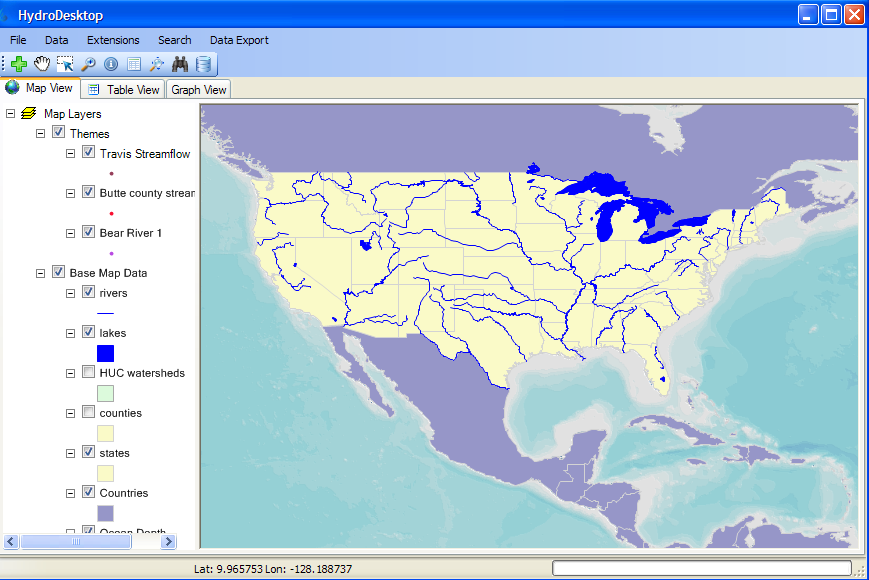 HydroDesktop
File Data Extensions Search Data Export
Map View Table View Graph View
Map Layers
Themes
Travis Streamflow
Butte county stream
Bear River 1
Base Map Data
rivers
lakes
HUC watersheds
counties
states
Countries
Ocean Depth
Lat: 9.965753 Lon: -128.188737